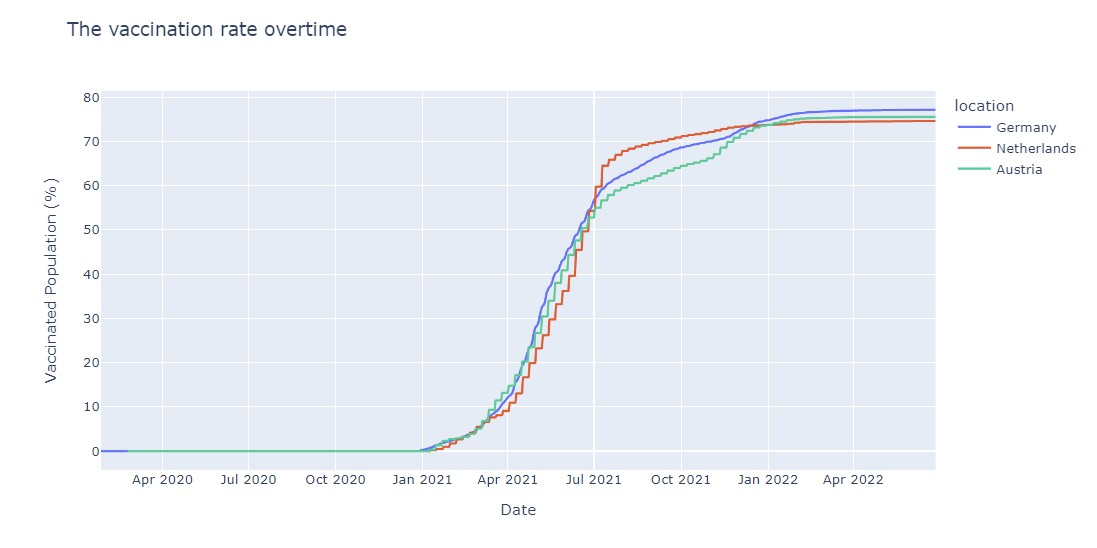 The vaccination rate overtime
80
70
60
50
40
30
20
10
0
Vaccinated Population (%)
Apr 2020 Jul 2020 Oct 2020 Jan 2021 Apr 2021 Jul 2021 Oct 2021 Jan 2022 Apr 2022
Date
location
Germany
Netherlands
Austria